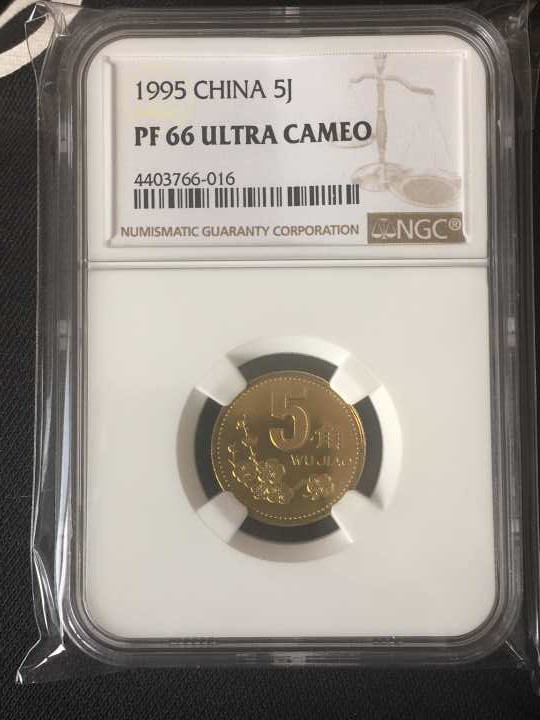 1995 CHINA 5J
PF 66 ULTRA CAMEO
4403766-016
NUMISMATIC GUARANTY CORPORATION NGC®
5角
WU JIAO